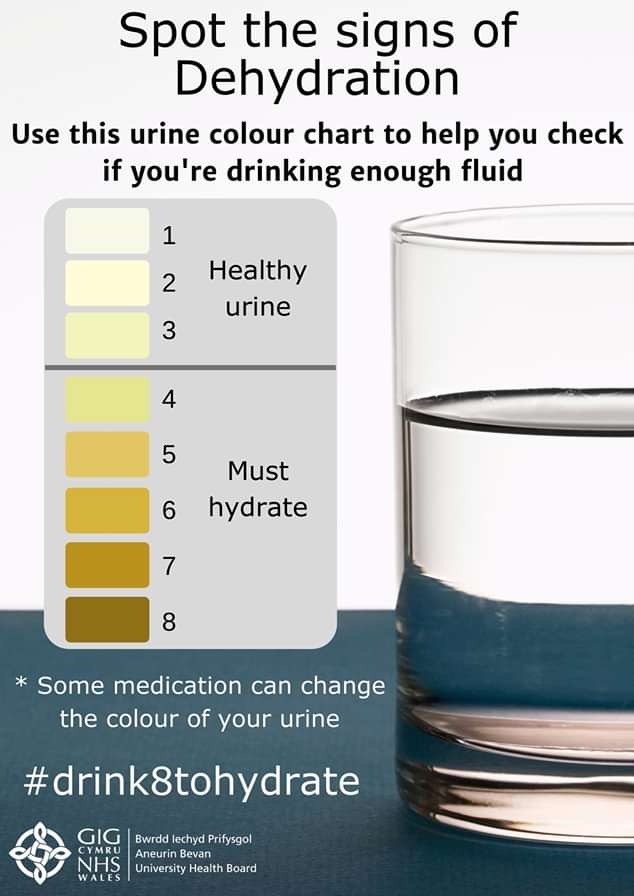 Spot the signs of
Dehydration
Use this urine colour chart to help you check
if you're drinking enough fluid
1
2
3
Healthy
urine
4
5
6
7
8
Must
hydrate
* Some medication can change
the colour of your urine
#drink8tohydrate
GIG
CYMRU
NHS
WALES
Bwrdd Iechyd Prifysgol
Aneurin Bevan
University Health Board